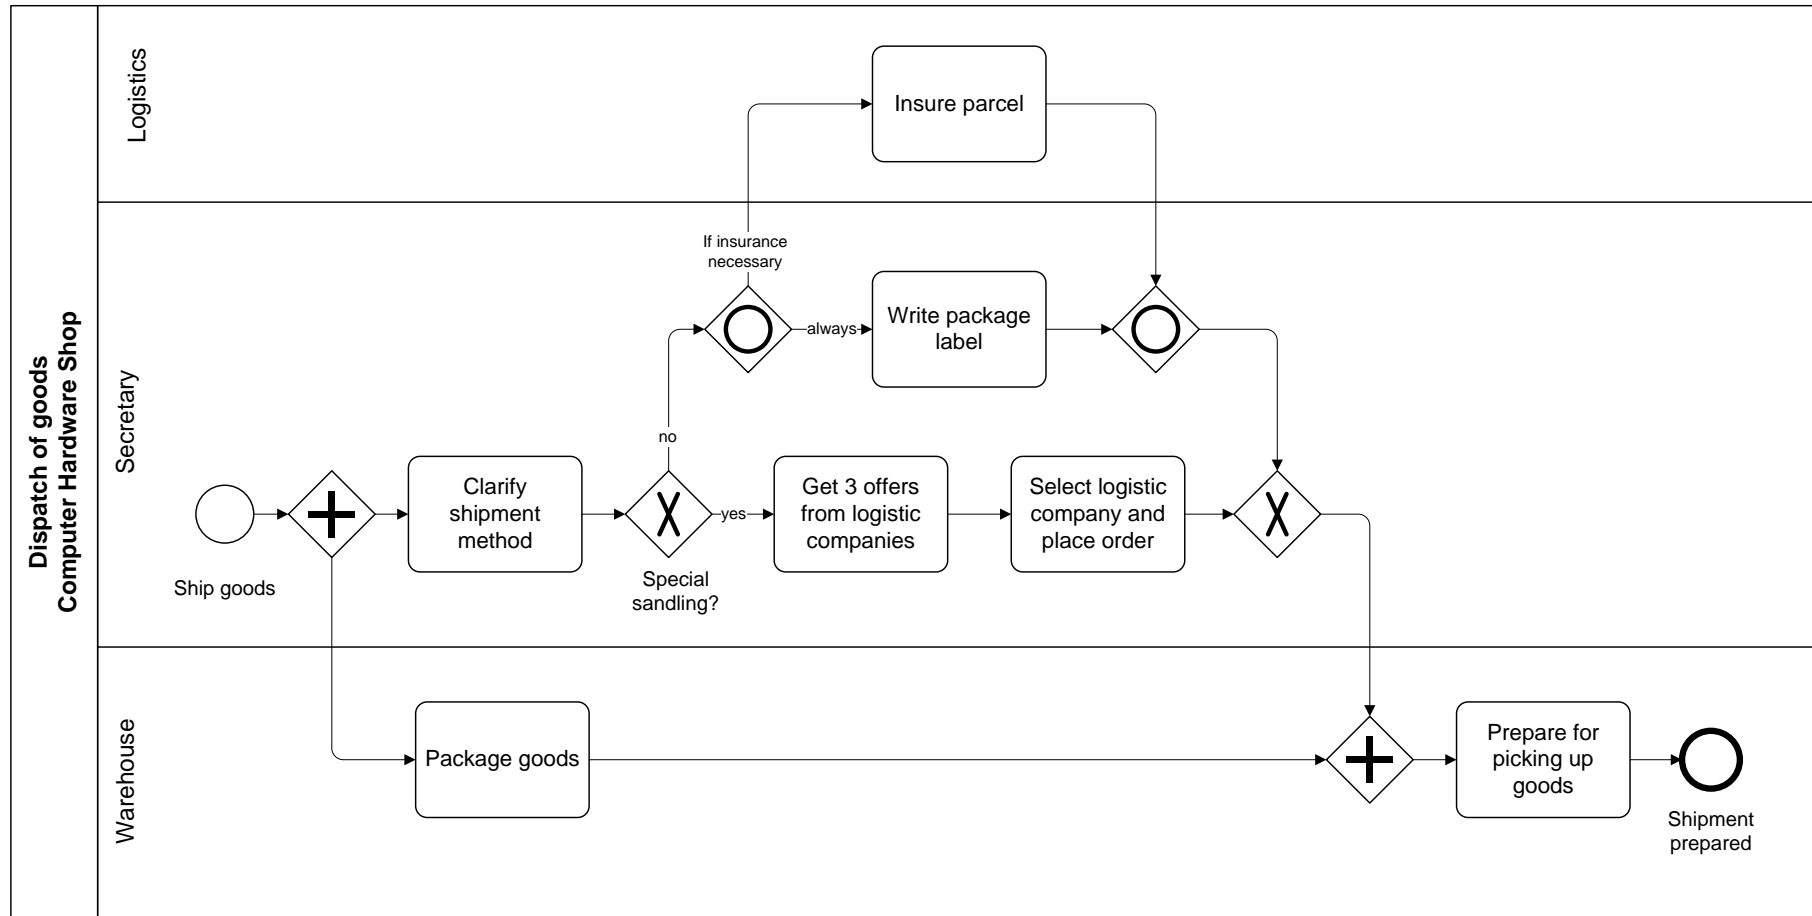 Dispatch of goods
Computer Hardware Shop
Logistics
Insure parcel
Secretary
If insurance
necessary
always
Write package
label
no
Ship goods
Clarify
shipment
method
Special
sandling?
yes
Get 3 offers
from logistic
companies
Select logistic
company and
place order
Warehouse
Package goods
Prepare for
picking up
goods
Shipment
prepared